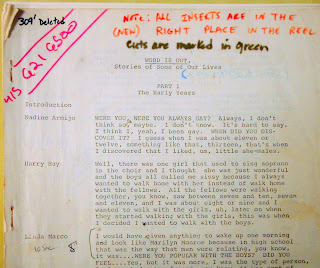 309' Deleted
NOTE: ALL INSECTS ARE IN THE
(NEW) RIGHT PLACE IN THE REEL
Cuts are marked in green
415 621 6500
WORD IS OUT
Stories of Some of Our Lives
PART 1
The Early Years
Introduction
Nadine Armijo
WERE YOU, WERE YOU ALWAYS GAY? Always, I don't
think so, maybe. I don't know. It's hard to say.
I think I, yeah, I been gay. WHEN DID YOU DIS-
COVER IT? I guess when I was about eleven or
twelve, something like that, thirteen, that's when
I discovered that I liked, um, little she-males.
Harry Hay
Well, there was one girl that used to sing soprano
in the choir and I thought she was just wonderful
and the boys all called me sissy because I always
wanted to walk home with her instead of walk home
with the fellows. All the fellows were walking
together, you know, say between seven and ten, seven
and eleven, and I was about eight or nine and I
wanted to walk with the boys and then when
they started walking with the girls, this was when
I decided I wanted to walk with the boys.
Linda Marco
10 sec 8'
I would have given anything to wake up one morning
and look like Marilyn Monroe because in high school
that was the way that men were relating, you know,
it was....WERE YOU POPULAR WITH THE BOYS? DID YOU
FEEL....Yes, but it was more, I was the type of person,